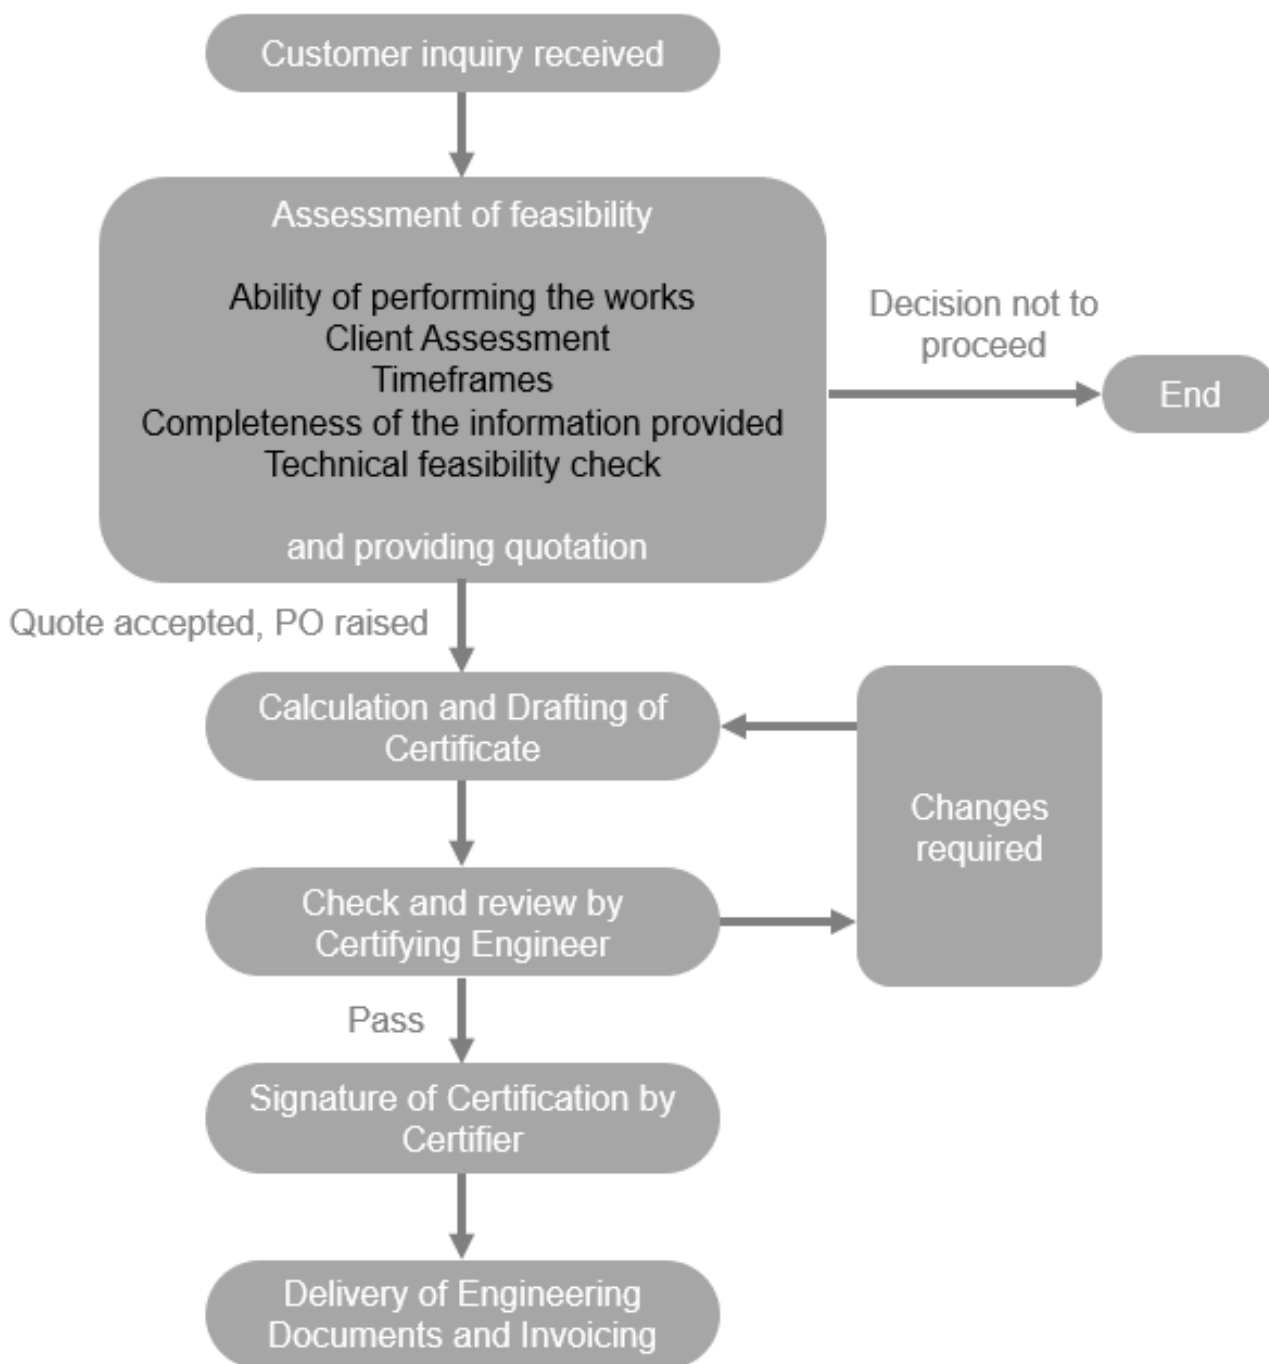 Customer inquiry received
Assessment of feasibility
Ability of performing the works
Client Assessment
Timeframes
Completeness of the information provided
Technical feasibility check
and providing quotation
Decision not to
proceed
End
Quote accepted, PO raised
Calculation and Drafting of
Certificate
Changes
required
Check and review by
Certifying Engineer
Pass
Signature of Certification by
Certifier
Delivery of Engineering
Documents and Invoicing